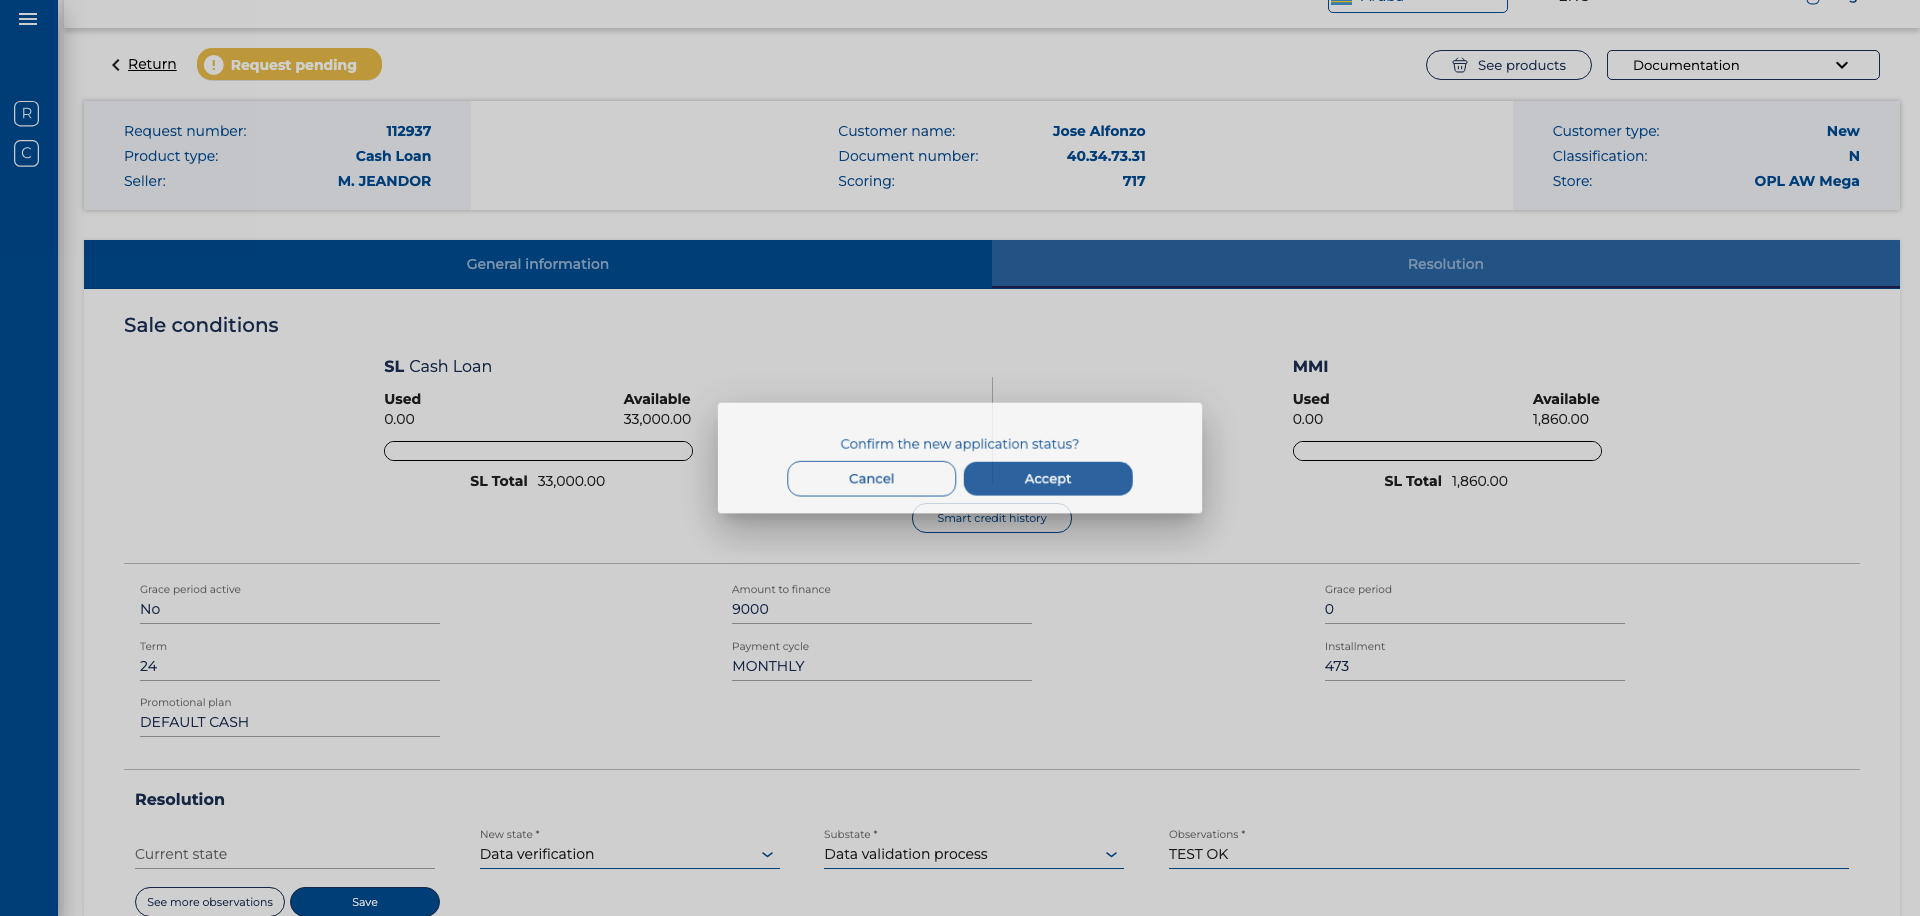 Return
Request pending
See products
Documentation
R
C
Request number: 112937
Product type: Cash Loan
Seller: M. JEANDOR
Customer name: Jose Alfonzo
Document number: 40.34.73.31
Scoring: 717
Customer type: New
Classification: N
Store: OPL AW Mega
General information
Resolution
Sale conditions
SL Cash Loan
Used Available
0.00 33,000.00
SL Total 33,000.00
MMI
Used Available
0.00 1,860.00
SL Total 1,860.00
Confirm the new application status?
Cancel
Accept
Smart credit history
Grace period active
No
Amount to finance
9000
Grace period
0
Term
24
Payment cycle
MONTHLY
Installment
473
Promotional plan
DEFAULT CASH
Resolution
Current state
New state *
Data verification
Substate *
Data validation process
Observations *
TEST OK
See more observations
Save